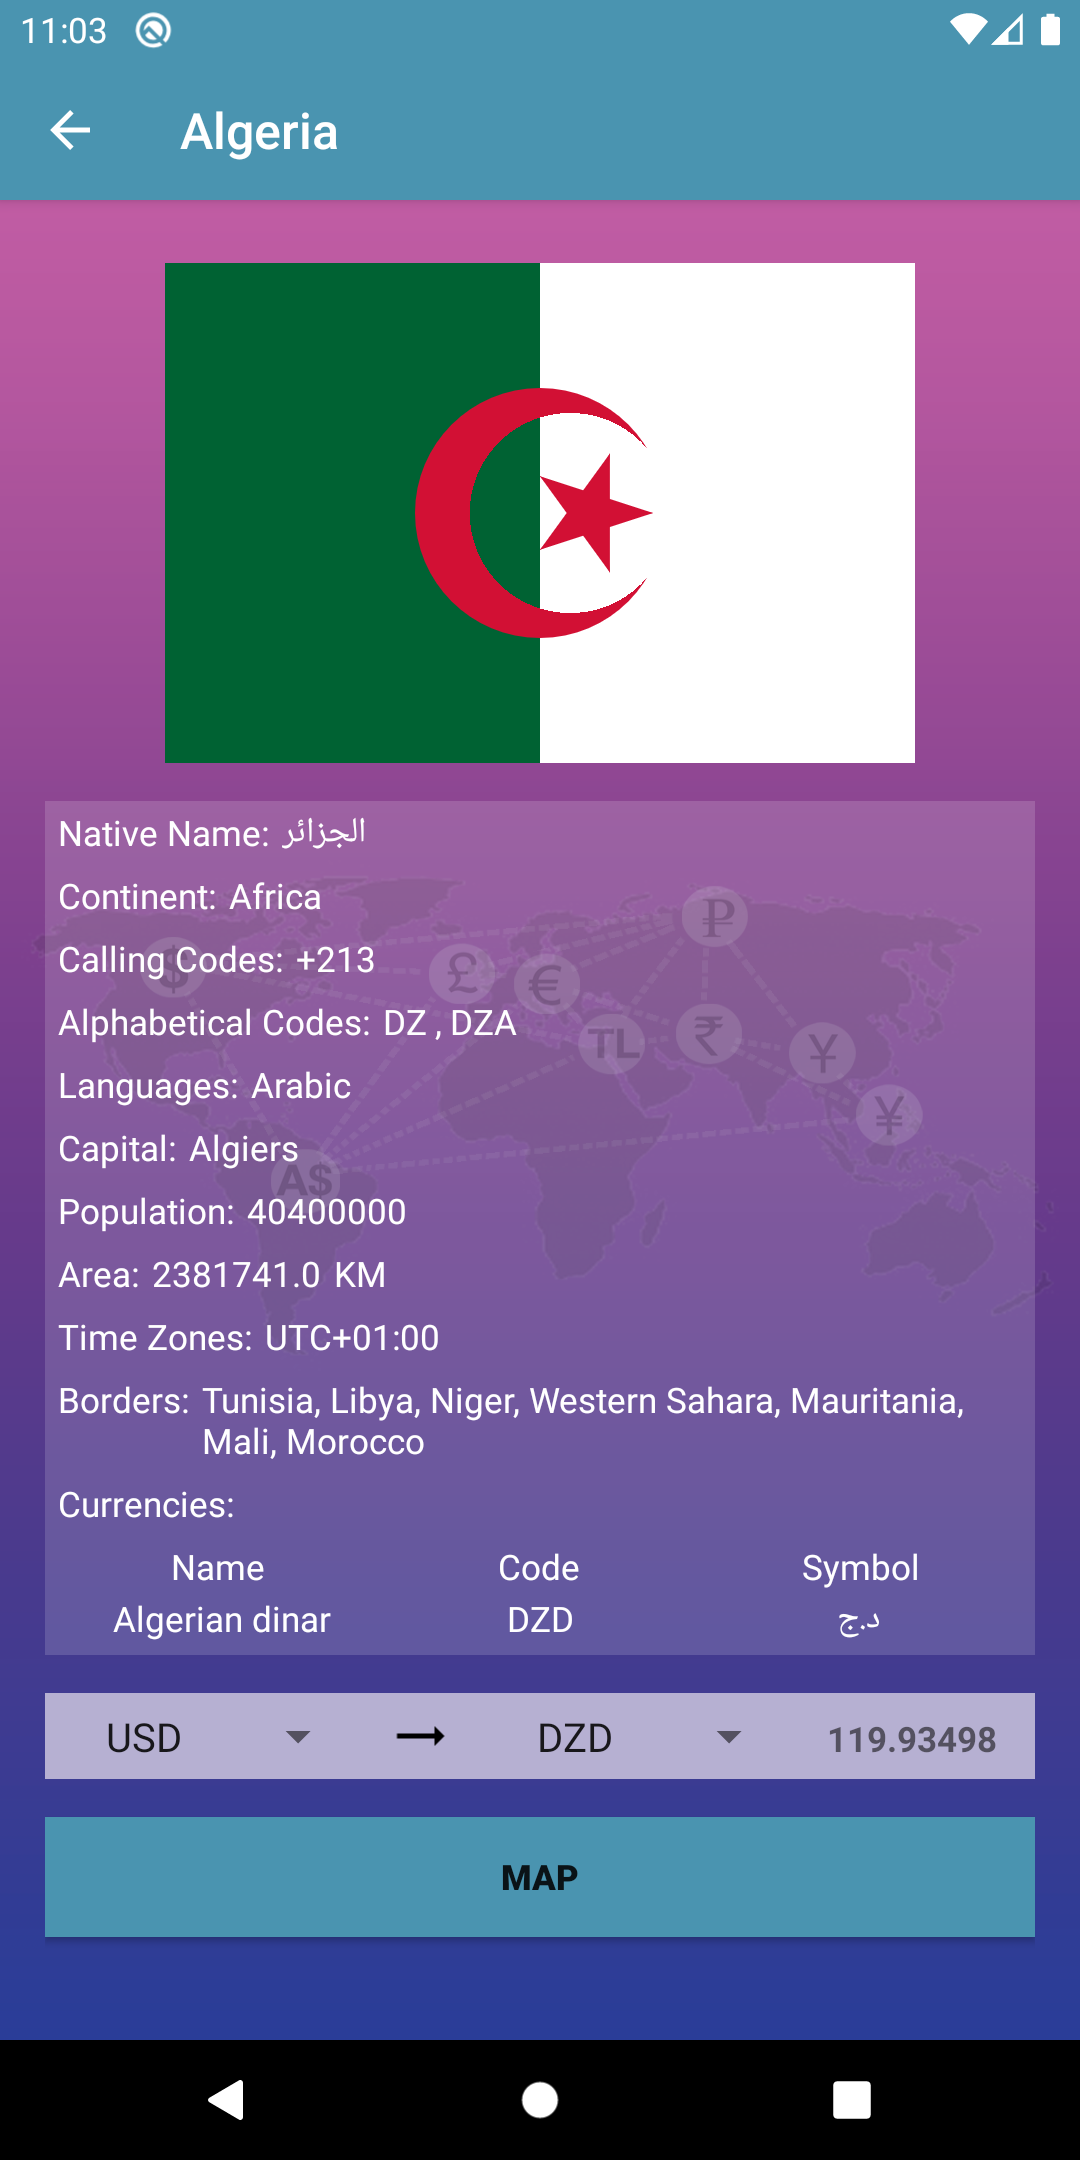 11:03
Algeria
Native Name: الجزائر
Continent: Africa
Calling Codes: +213
Alphabetical Codes: DZ , DZA
Languages: Arabic
Capital: Algiers
Population: 40400000
Area: 2381741.0 KM
Time Zones: UTC+01:00
Borders: Tunisia, Libya, Niger, Western Sahara, Mauritania,
Mali, Morocco
Currencies:
Name Code Symbol
Algerian dinar DZD د.ج
$ £ € ₽ TL ₹ ¥ ¥ A$
USD DZD 119.93498
MAP